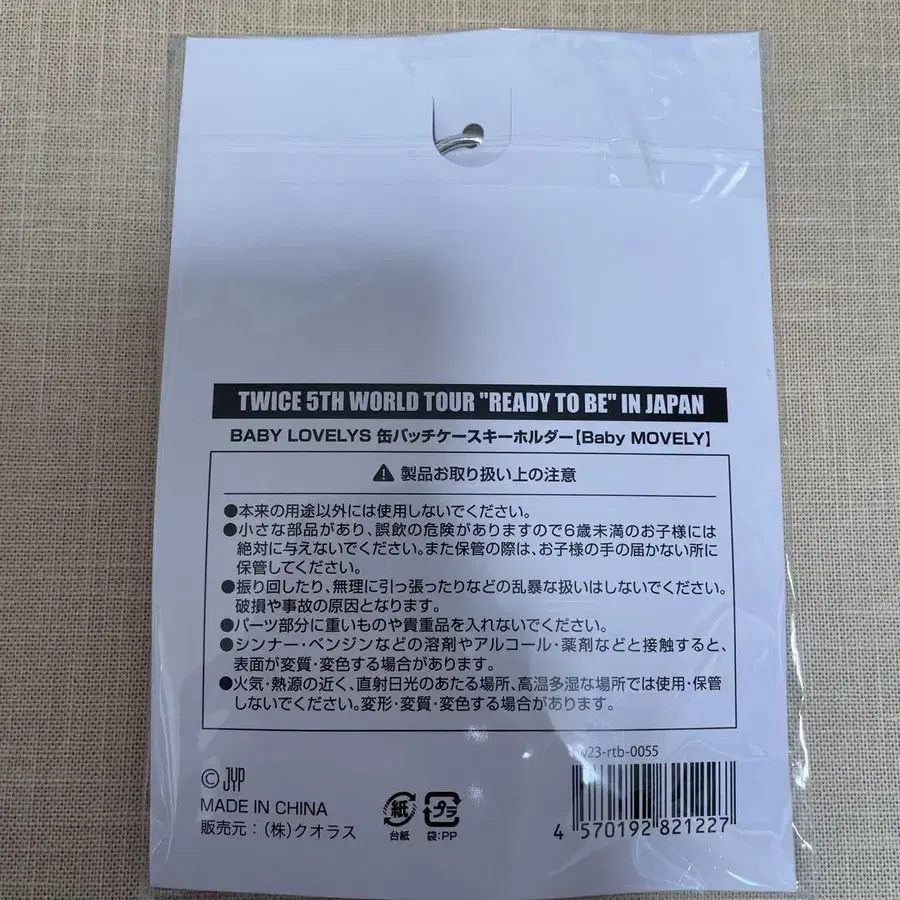 TWICE 5TH WORLD TOUR "READY TO BE" IN JAPAN
BABY LOVELYS 缶バッチケースキーホルダー【Baby MOVELY】
製品お取り扱い上の注意
●本来の用途以外には使用しないでください。
●小さな部品があり、誤飲の危険がありますので6歳未満のお子様には
絶対に与えないでください。また保管の際は、お子様の手の届かない所に
保管してください。
●振り回したり、無理に引っ張ったりなどの乱暴な扱いはしないでください。
破損や事故の原因となります。
●パーツ部分に重いものや貴重品を入れないでください。
●シンナー・ベンジンなどの溶剤やアルコール・薬剤などと接触すると、
表面が変質・変色する場合があります。
●火気・熱源の近く、直射日光のあたる場所、高温多湿な場所では使用・保管
しないでください。変形・変質・変色する場合があります。
23-rtb-0055
© JYP
MADE IN CHINA
販売元：(株)クオラス
紙
台紙
プラ
袋:PP
4 570192 821227